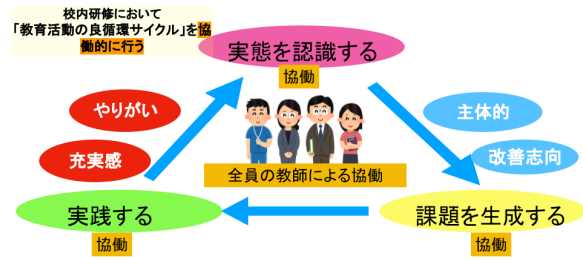 校内研修において
「教育活動の良循環サイクル」を協
働的に行う
実態を認識する
協働
やりがい
充実感
主体的
改善志向
全員の教師による協働
実践する
協働
課題を生成する
協働